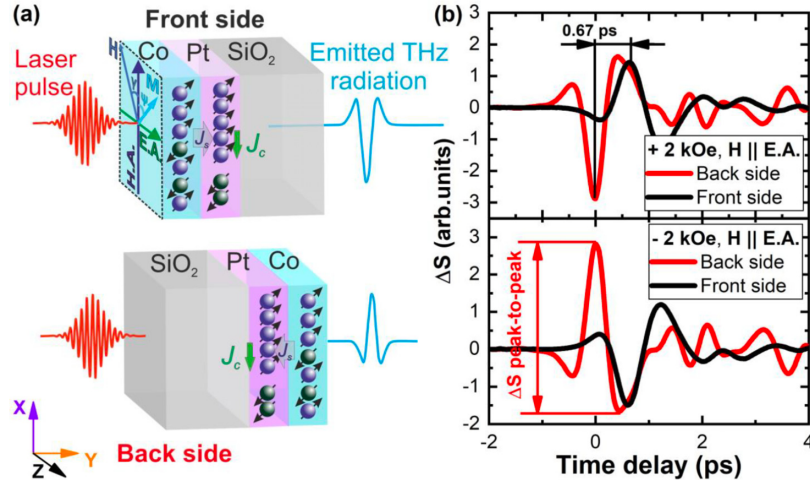 (a)
Front side
Co Pt SiO2
Laser pulse
Emitted THz radiation
H
Y
M
Ψ
E.A.
H.A.
Js
Jc
SiO2 Pt Co
Jc
Js
X
Y
Z
Back side
(b)
0.67 ps
2
1
0
-1
-2
-3
+ 2 kOe, H || E.A.
Back side
Front side
ΔS (arb.units)
3
2
1
0
-1
-2
- 2 kOe, H || E.A.
Back side
Front side
ΔS peak-to-peak
-2 0 2 4
Time delay (ps)